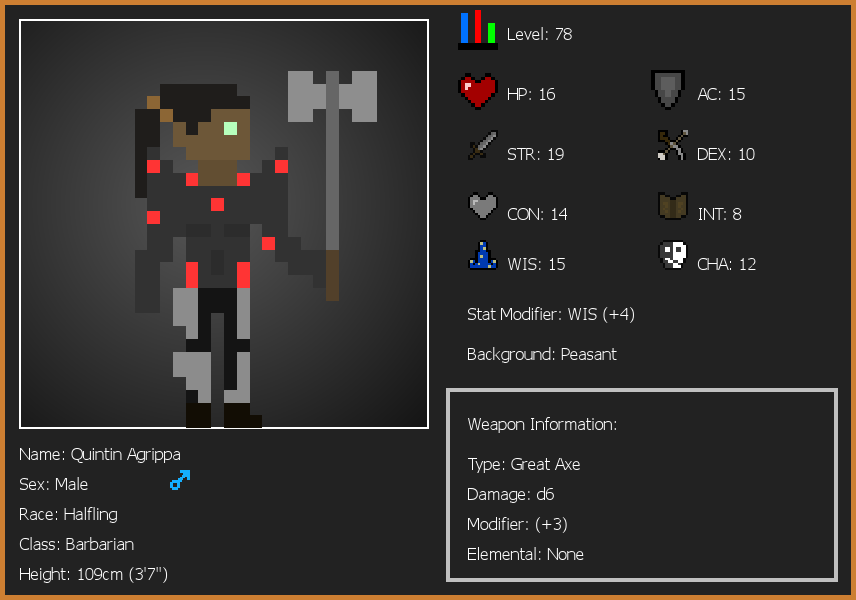 Level: 78
HP: 16
AC: 15
STR: 19
DEX: 10
CON: 14
INT: 8
WIS: 15
CHA: 12
Stat Modifier: WIS (+4)
Background: Peasant
Weapon Information:
Type: Great Axe
Damage: d6
Modifier: (+3)
Elemental: None
Name: Quintin Agrippa
Sex: Male
Race: Halfling
Class: Barbarian
Height: 109cm (3'7")